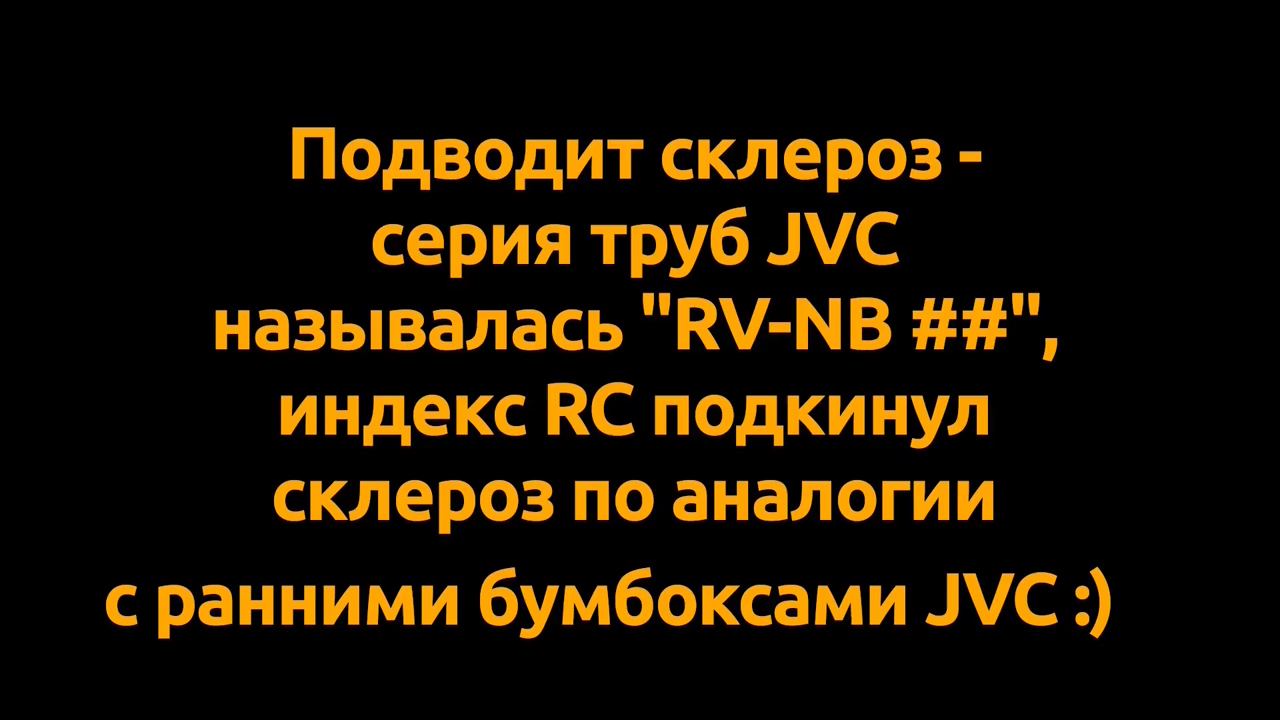 Подводит склероз -
серия труб JVC
называлась "RV-NB ##",
индекс RC подкинул
склероз по аналогии
с ранними бумбоксами JVC :)